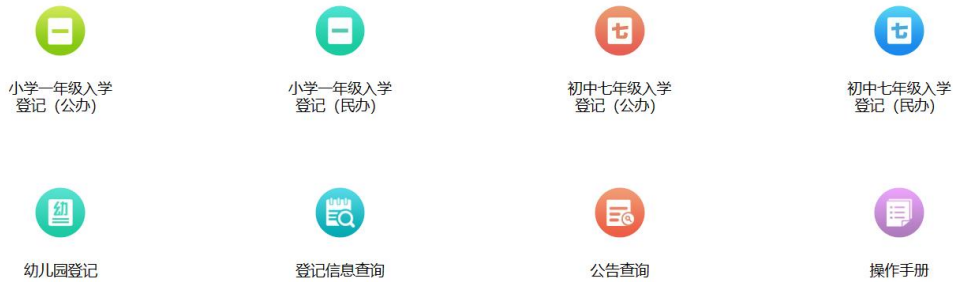 一
一
七
七
小学一年级入学
登记（公办）
小学一年级入学
登记（民办）
初中七年级入学
登记（公办）
初中七年级入学
登记（民办）
幼
幼儿园登记
登记信息查询
公告查询
操作手册